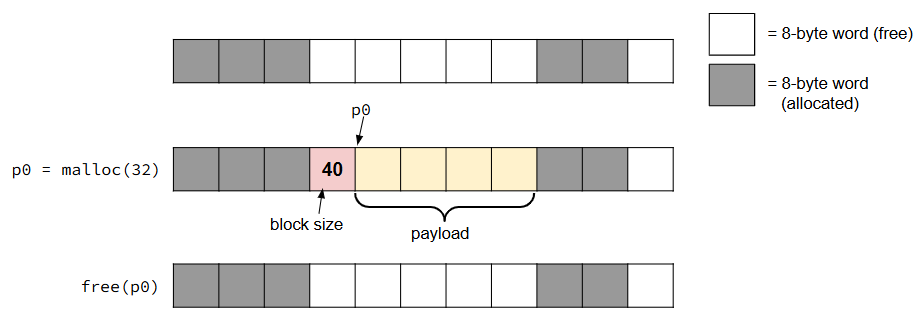 = 8-byte word (free)
= 8-byte word
(allocated)
p0
p0 = malloc(32)
40
block size
payload
free(p0)